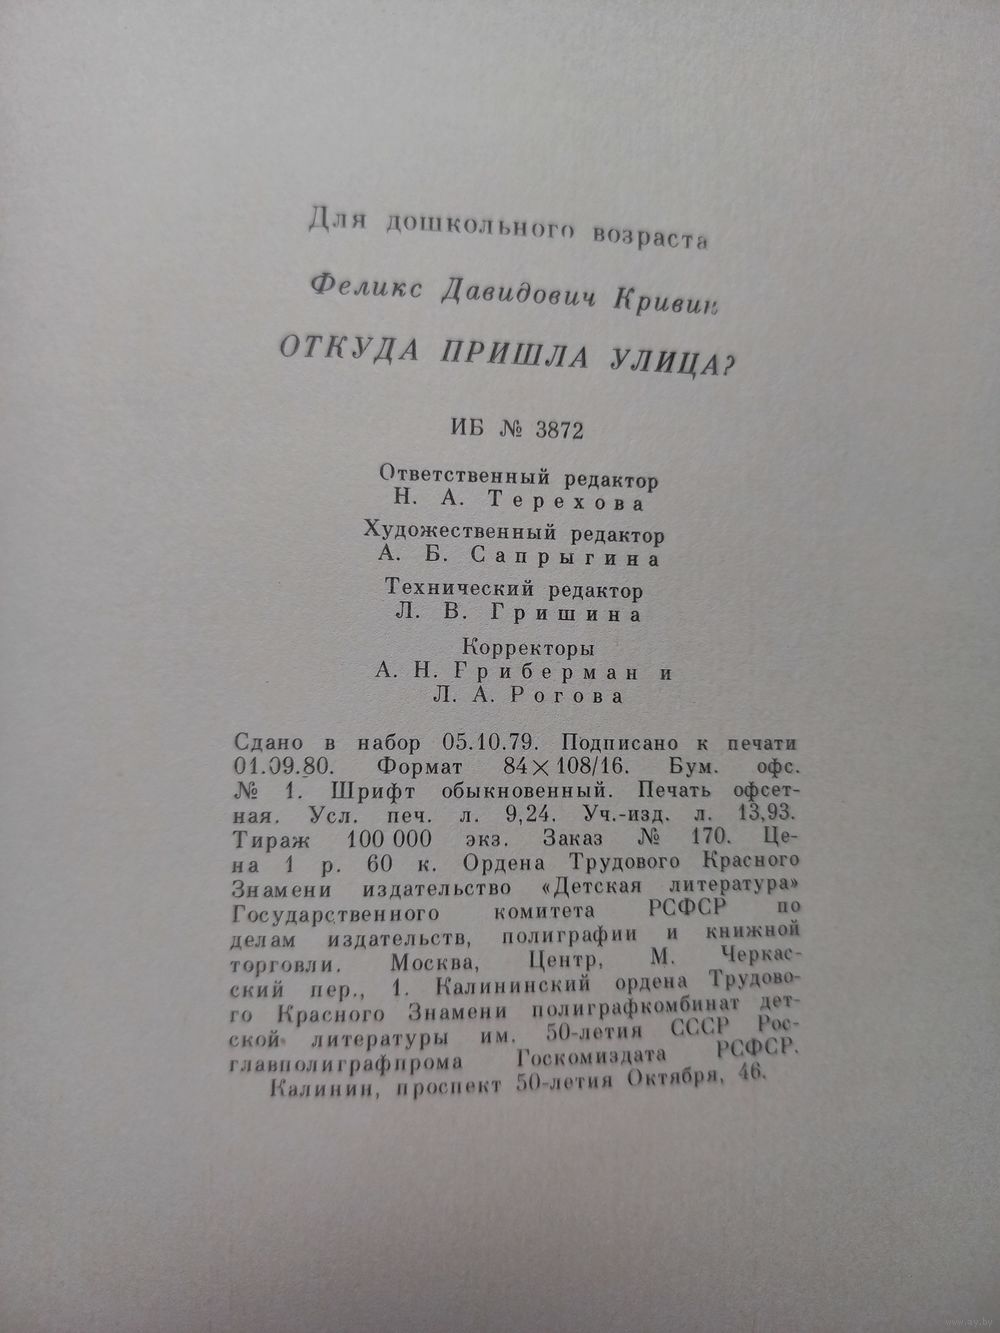 Для дошкольного возраста
Феликс Давидович Кривин
ОТКУДА ПРИШЛА УЛИЦА?
ИБ № 3872
Ответственный редактор
Н. А. Терехова
Художественный редактор
А. Б. Сапрыгина
Технический редактор
Л. В. Гришина
Корректоры
А. Н. Гриберман и
Л. А. Рогова
Сдано в набор 05.10.79. Подписано к печати
01.09.80. Формат 84×108/16. Бум. офс.
№ 1. Шрифт обыкновенный. Печать офсет-
ная. Усл. печ. л. 9,24. Уч.-изд. л. 13,93.
Тираж 100 000 экз. Заказ № 170. Це-
на 1 р. 60 к. Ордена Трудового Красного
Знамени издательство «Детская литература»
Государственного комитета РСФСР по
делам издательств, полиграфии и книжной
торговли. Москва, Центр, М. Черкас-
ский пер., 1. Калининский ордена Трудово-
го Красного Знамени полиграфкомбинат дет-
ской литературы им. 50-летия СССР Рос-
главполиграфпрома Госкомиздата РСФСР.
Калинин, проспект 50-летия Октября, 46.
www.ay.by